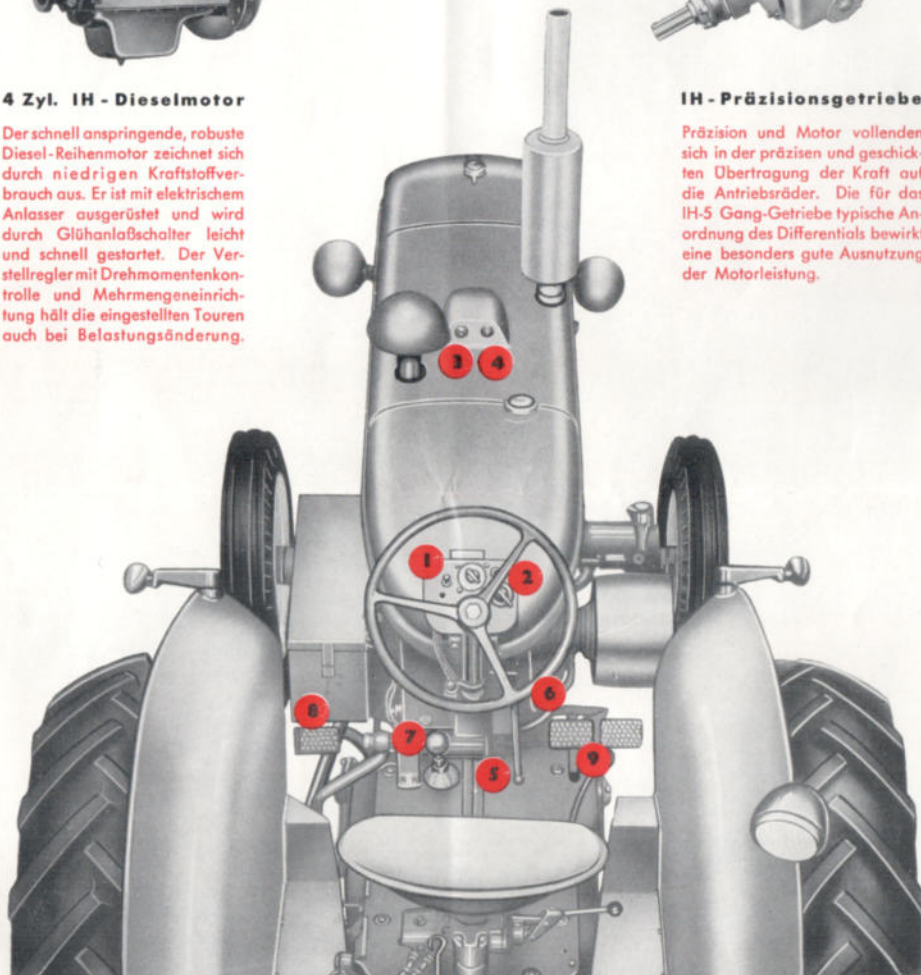 4 Zyl. IH - Dieselmotor
Der schnell anspringende, robuste
Diesel-Reihenmotor zeichnet sich
durch niedrigen Kraftstoffver-
brauch aus. Er ist mit elektrischem
Anlasser ausgerüstet und wird
durch Glühanlaßschalter leicht
und schnell gestartet. Der Ver-
stellregler mit Drehmomentenkon-
trolle und Mehrmengeneinrich-
tung hält die eingestellten Touren
auch bei Belastungsänderung.
IH - Präzisionsgetriebe
Präzision und Motor vollenden
sich in der präzisen und geschick-
ten Übertragung der Kraft auf
die Antriebsräder. Die für das
IH-5 Gang-Getriebe typische An-
ordnung des Differentials bewirkt
eine besonders gute Ausnutzung
der Motorleistung.
3 4
1
2
6
8
7
5
9